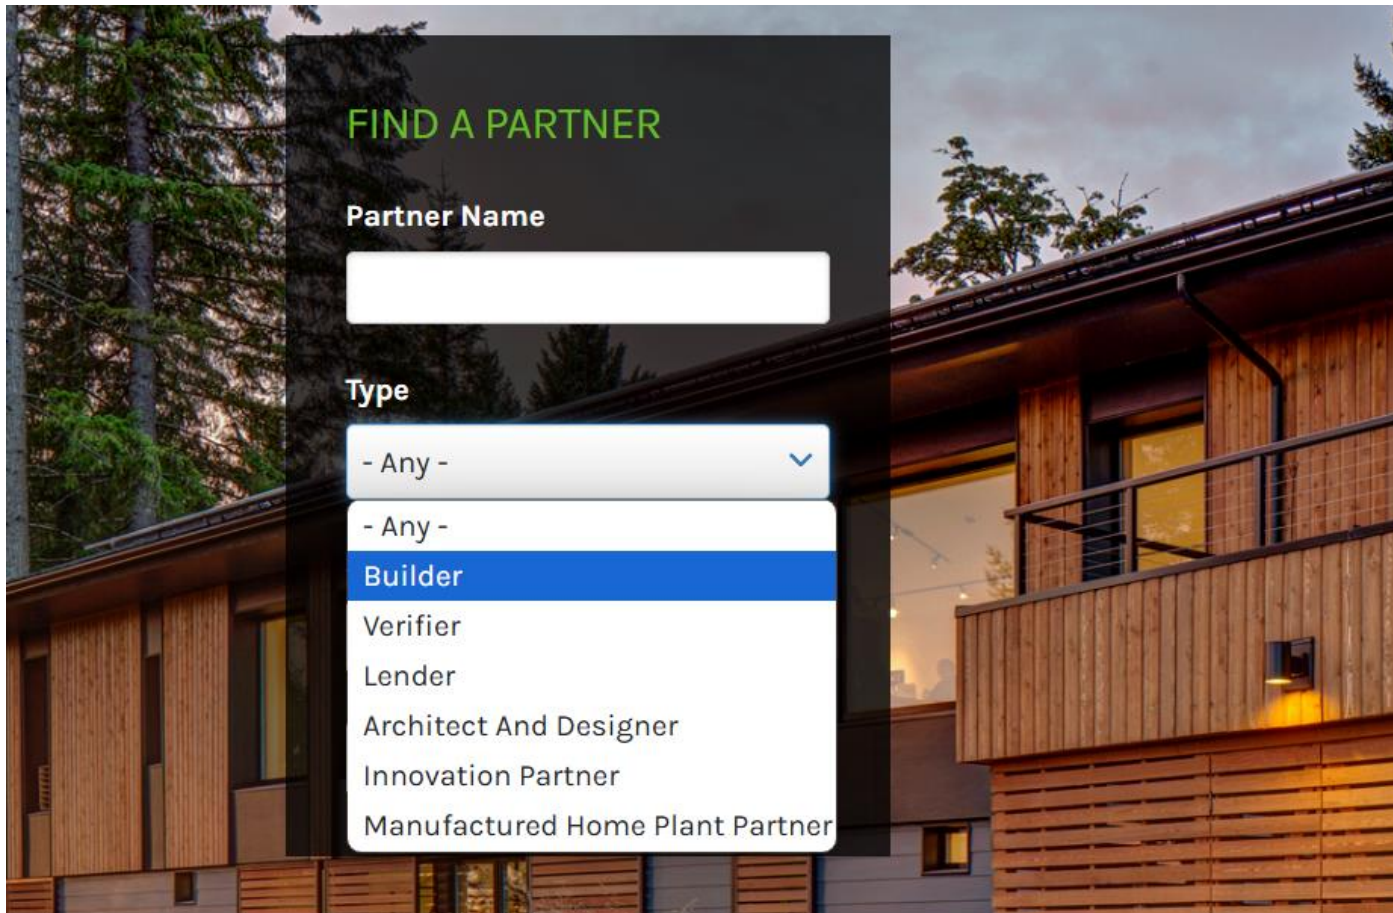 FIND A PARTNER
Partner Name
Type
- Any -
- Any -
Builder
Verifier
Lender
Architect And Designer
Innovation Partner
Manufactured Home Plant Partner